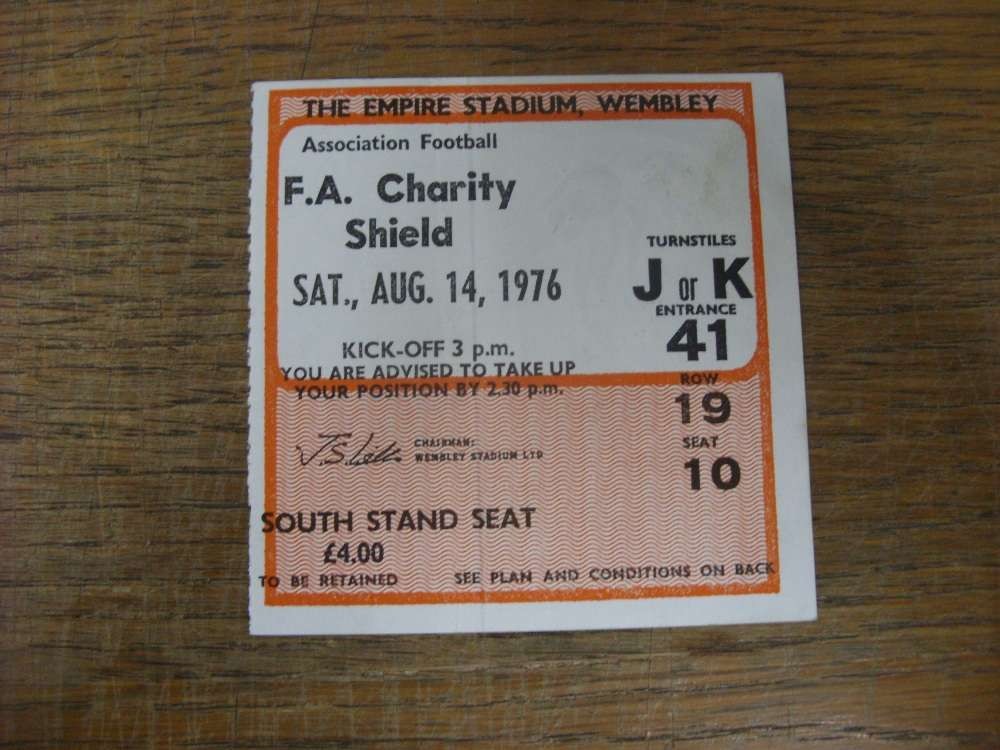 THE EMPIRE STADIUM, WEMBLEY
Association Football
F.A. Charity
Shield
SAT., AUG. 14, 1976
KICK-OFF 3 p.m.
YOU ARE ADVISED TO TAKE UP
YOUR POSITION BY 2.30 p.m.
CHAIRMAN:
WEMBLEY STADIUM LTD
SOUTH STAND SEAT
£4.00
TO BE RETAINED
SEE PLAN AND CONDITIONS ON BACK
TURNSTILES
J or K
ENTRANCE
41
ROW
19
SEAT
10